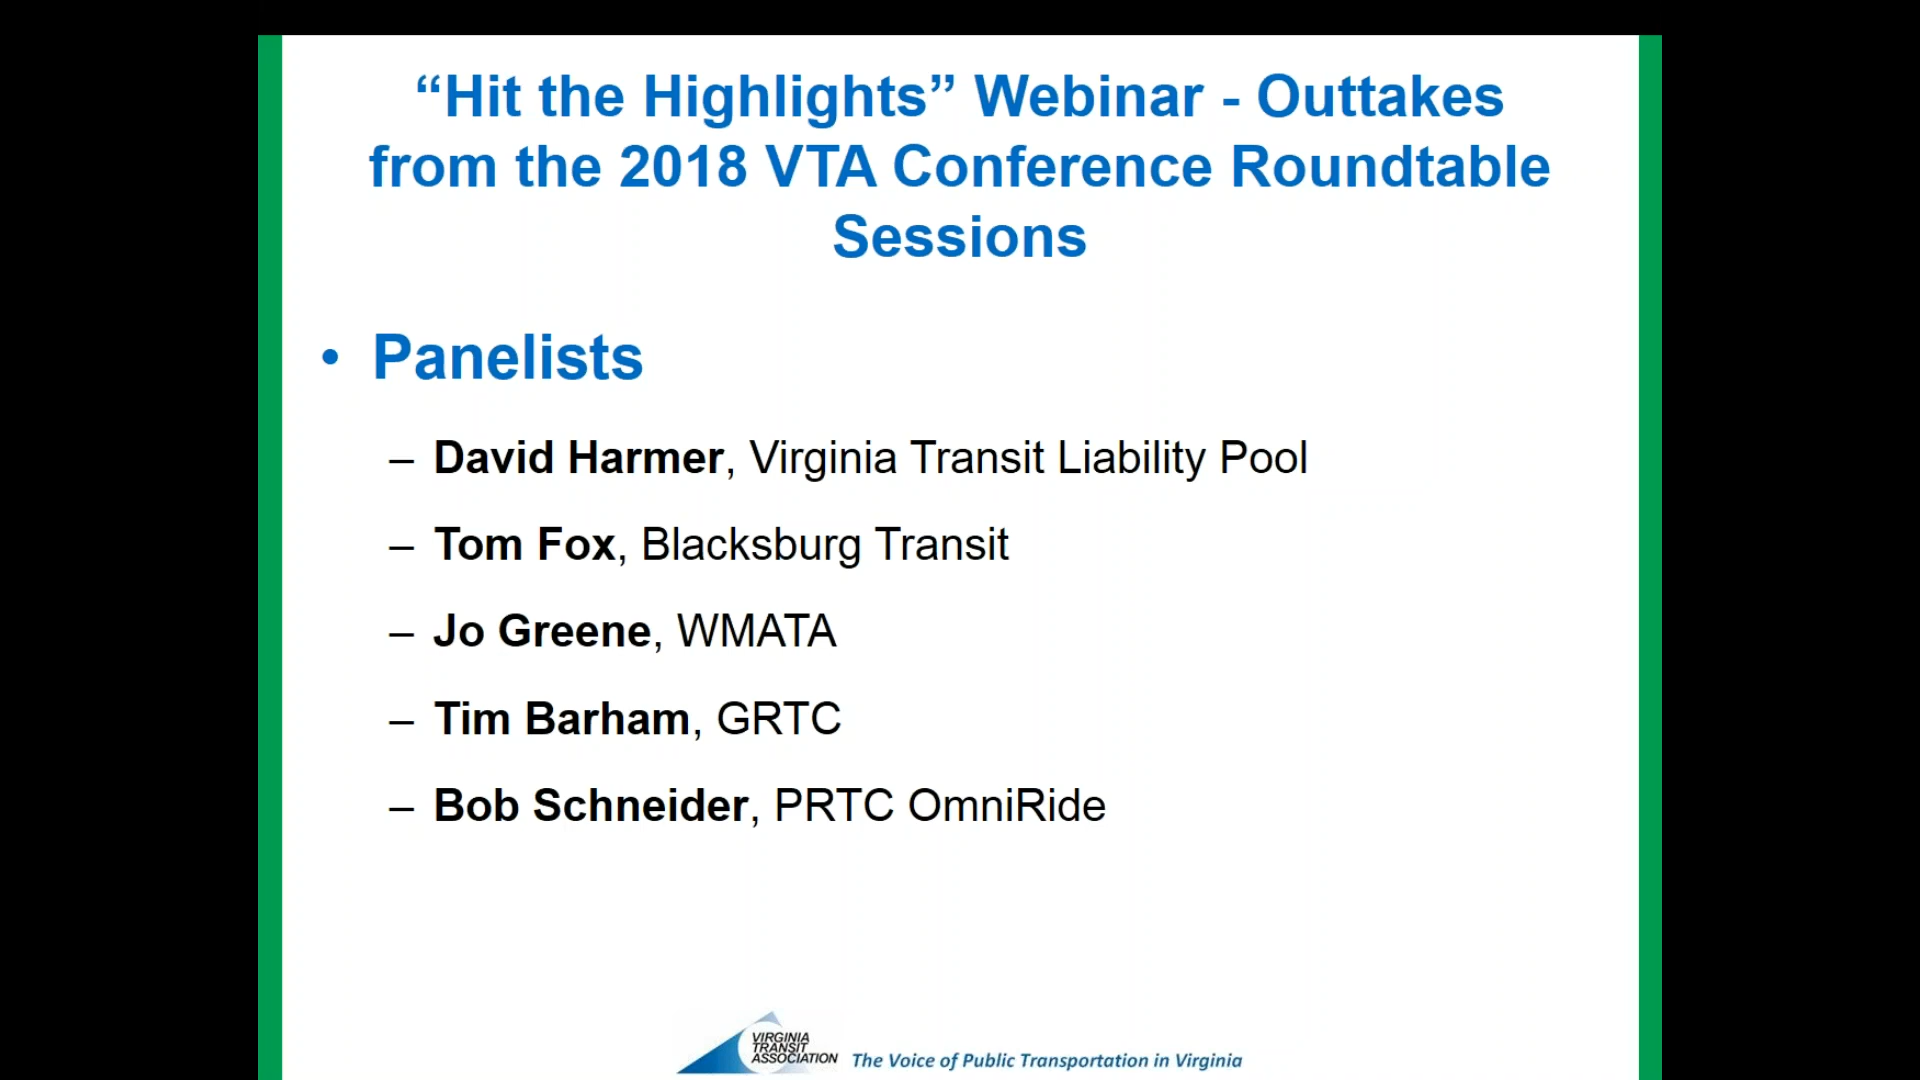 “Hit the Highlights” Webinar - Outtakes
from the 2018 VTA Conference Roundtable
Sessions
• Panelists
– David Harmer, Virginia Transit Liability Pool
– Tom Fox, Blacksburg Transit
– Jo Greene, WMATA
– Tim Barham, GRTC
– Bob Schneider, PRTC OmniRide
VIRGINIA
TRANSIT
ASSOCIATION
The Voice of Public Transportation in Virginia